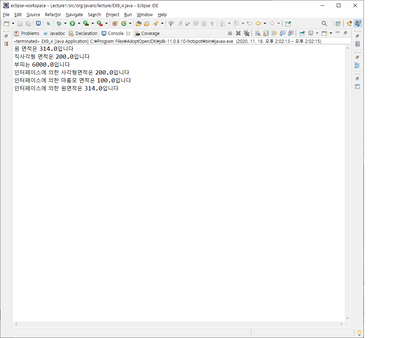 eclipse-workspace - Lecture1/src/org/javaro/lecture/EX9_4.java - Eclipse IDE
File Edit Source Refactor Navigate Search Project Run Window Help
Problems Javadoc Declaration Console Coverage
<terminated> EX9_4 [Java Application] C:\Program Files\AdoptOpenJDK\jdk-11.0.8.10-hotspot\bin\javaw.exe (2020. 11. 18. 오후 2:02:13 – 오후 2:02:15)
원 면적은 314.0입니다
직사각형 면적은 200.0입니다
부피는 6000.0입니다
인터페이스에 의한 사각형면적은 200.0입니다
인터페이스에 의한 마름모 면적은 100.0입니다
인터페이스에 의한 원면적은 314.0입니다